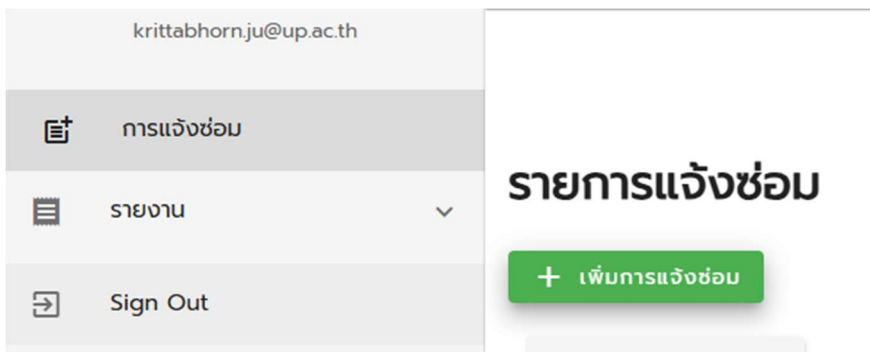 krittabhorn.ju@up.ac.th
การแจ้งซ่อม
รายงาน
Sign Out
รายการแจ้งซ่อม
+ เพิ่มการแจ้งซ่อม